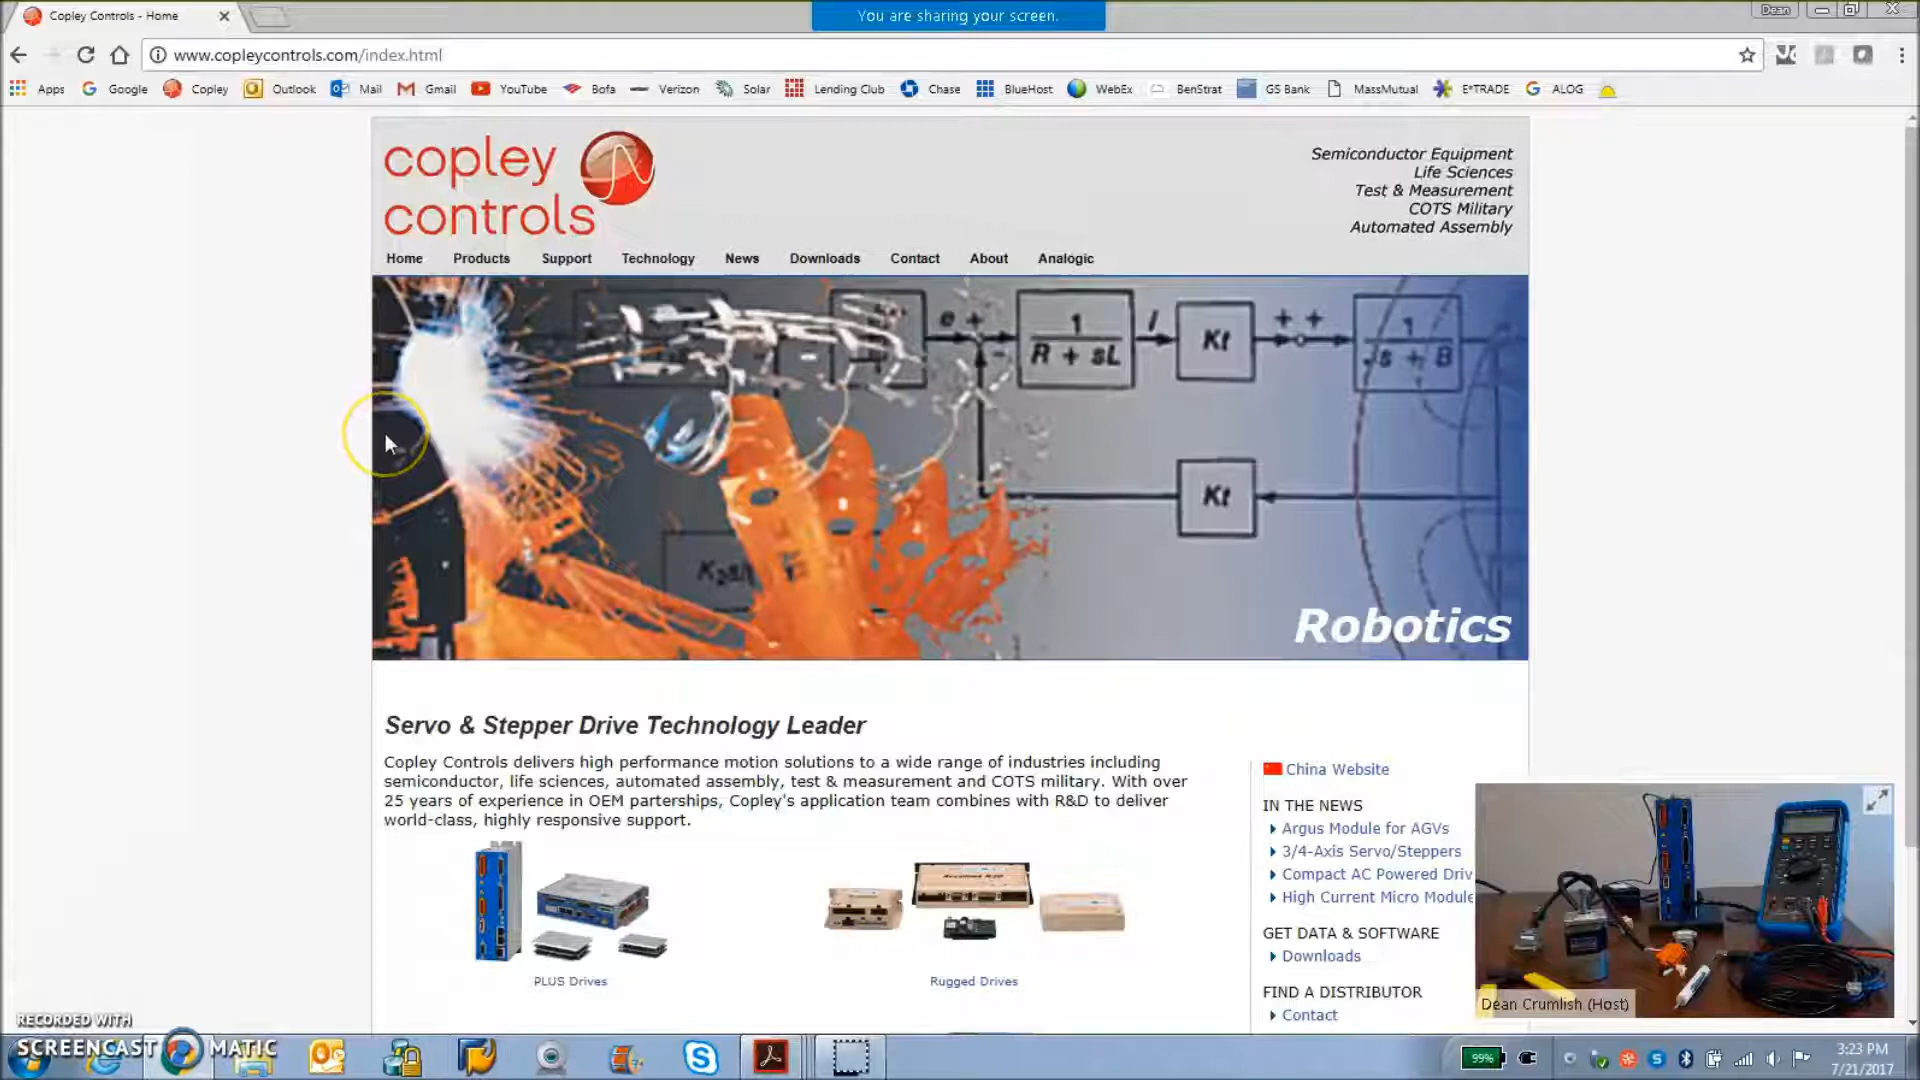 Copley Controls - Home
You are sharing your screen.
Dean
www.copleycontrols.com/index.html
Apps Google Copley Outlook Mail Gmail YouTube Bofa Verizon Solar Lending Club Chase BlueHost WebEx BenStrat GS Bank MassMutual E*TRADE ALOG
copley
controls
Semiconductor Equipment
Life Sciences
Test & Measurement
COTS Military
Automated Assembly
Home Products Support Technology News Downloads Contact About Analogic
e + - 1 I Kt + + 1
R + sL Js + B
Kt
Robotics
Servo & Stepper Drive Technology Leader
Copley Controls delivers high performance motion solutions to a wide range of industries including
semiconductor, life sciences, automated assembly, test & measurement and COTS military. With over
25 years of experience in OEM parterships, Copley's application team combines with R&D to deliver
world-class, highly responsive support.
PLUS Drives
Rugged Drives
China Website
IN THE NEWS
Argus Module for AGVs
3/4-Axis Servo/Steppers
Compact AC Powered Driv
High Current Micro Module
GET DATA & SOFTWARE
Downloads
FIND A DISTRIBUTOR
Contact
Dean Crumlish (Host)
RECORDED WITH
SCREENCAST MATIC
99%
3:23 PM
7/21/2017